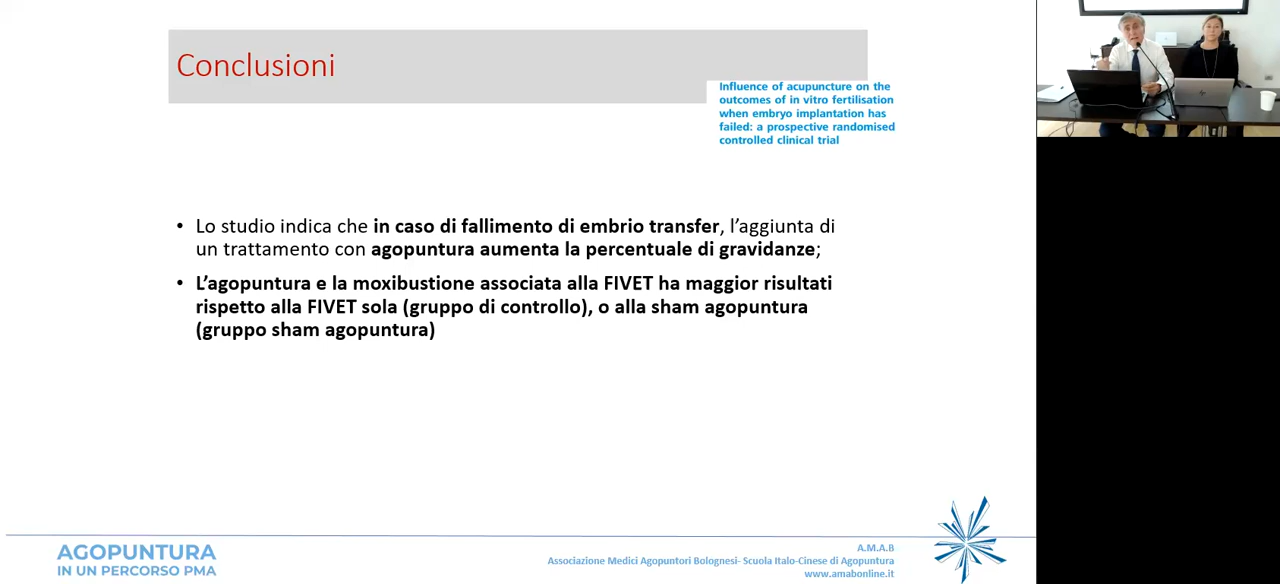 Conclusioni
Influence of acupuncture on the
outcomes of in vitro fertilisation
when embryo implantation has
failed: a prospective randomised
controlled clinical trial
• Lo studio indica che in caso di fallimento di embrio transfer, l’aggiunta di
un trattamento con agopuntura aumenta la percentuale di gravidanze;
• L’agopuntura e la moxibustione associata alla FIVET ha maggior risultati
rispetto alla FIVET sola (gruppo di controllo), o alla sham agopuntura
(gruppo sham agopuntura)
AGOPUNTURA
IN UN PERCORSO PMA
A.M.A.B
Associazione Medici Agopuntori Bolognesi- Scuola Italo-Cinese di Agopuntura
www.amabonline.it